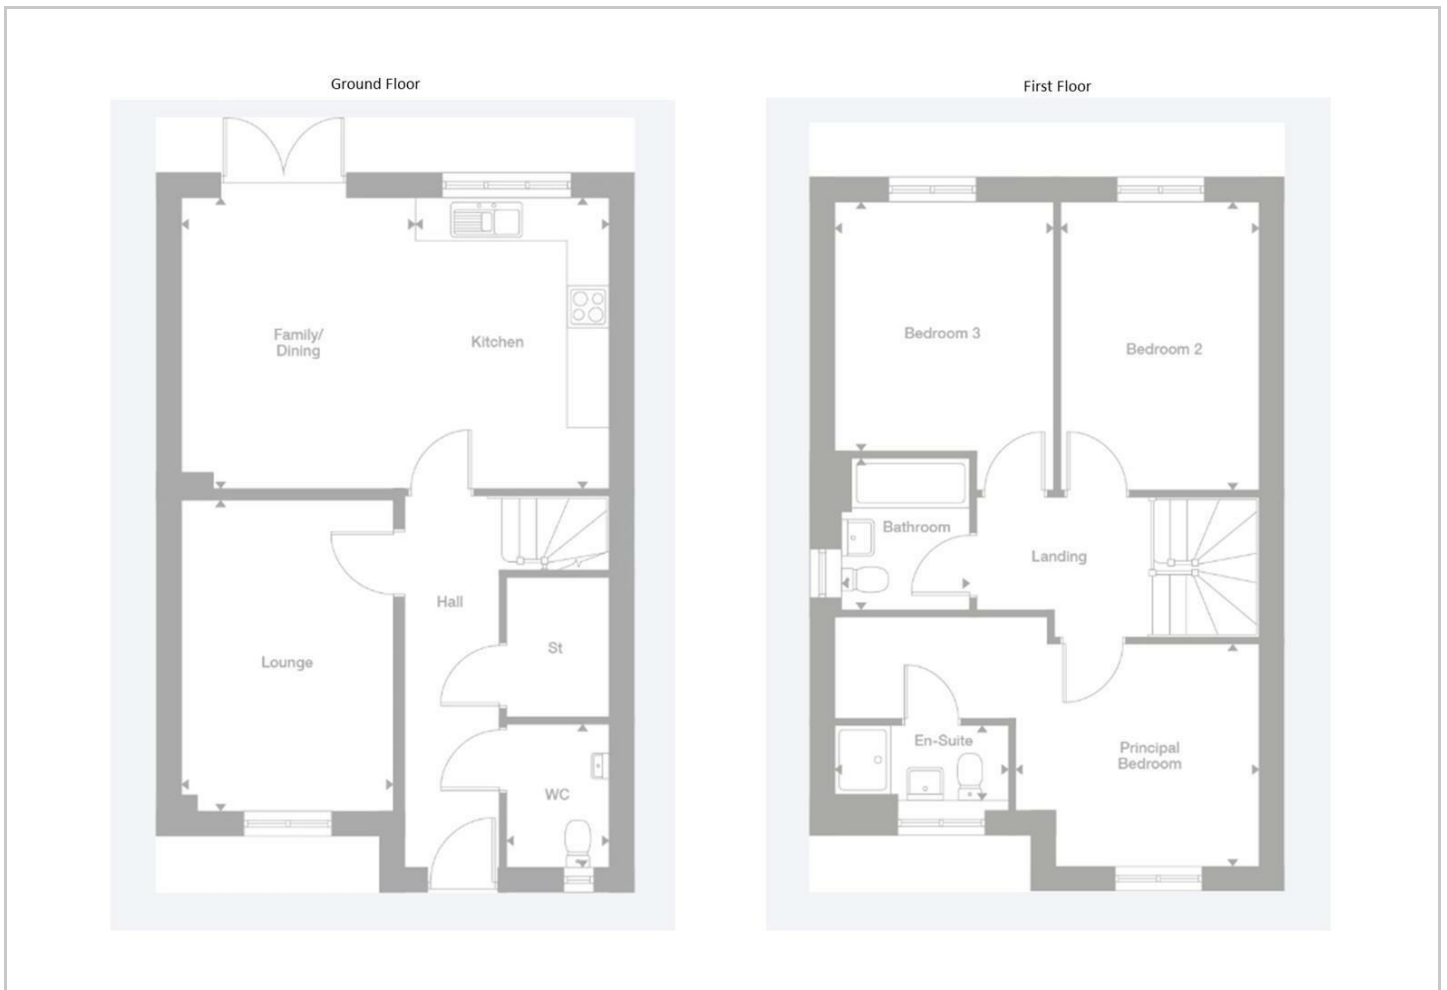 Ground Floor
First Floor
Family/
Dining
Kitchen
Hall
Lounge
St
WC
Bedroom 3
Bedroom 2
Bathroom
Landing
En-Suite
Principal
Bedroom